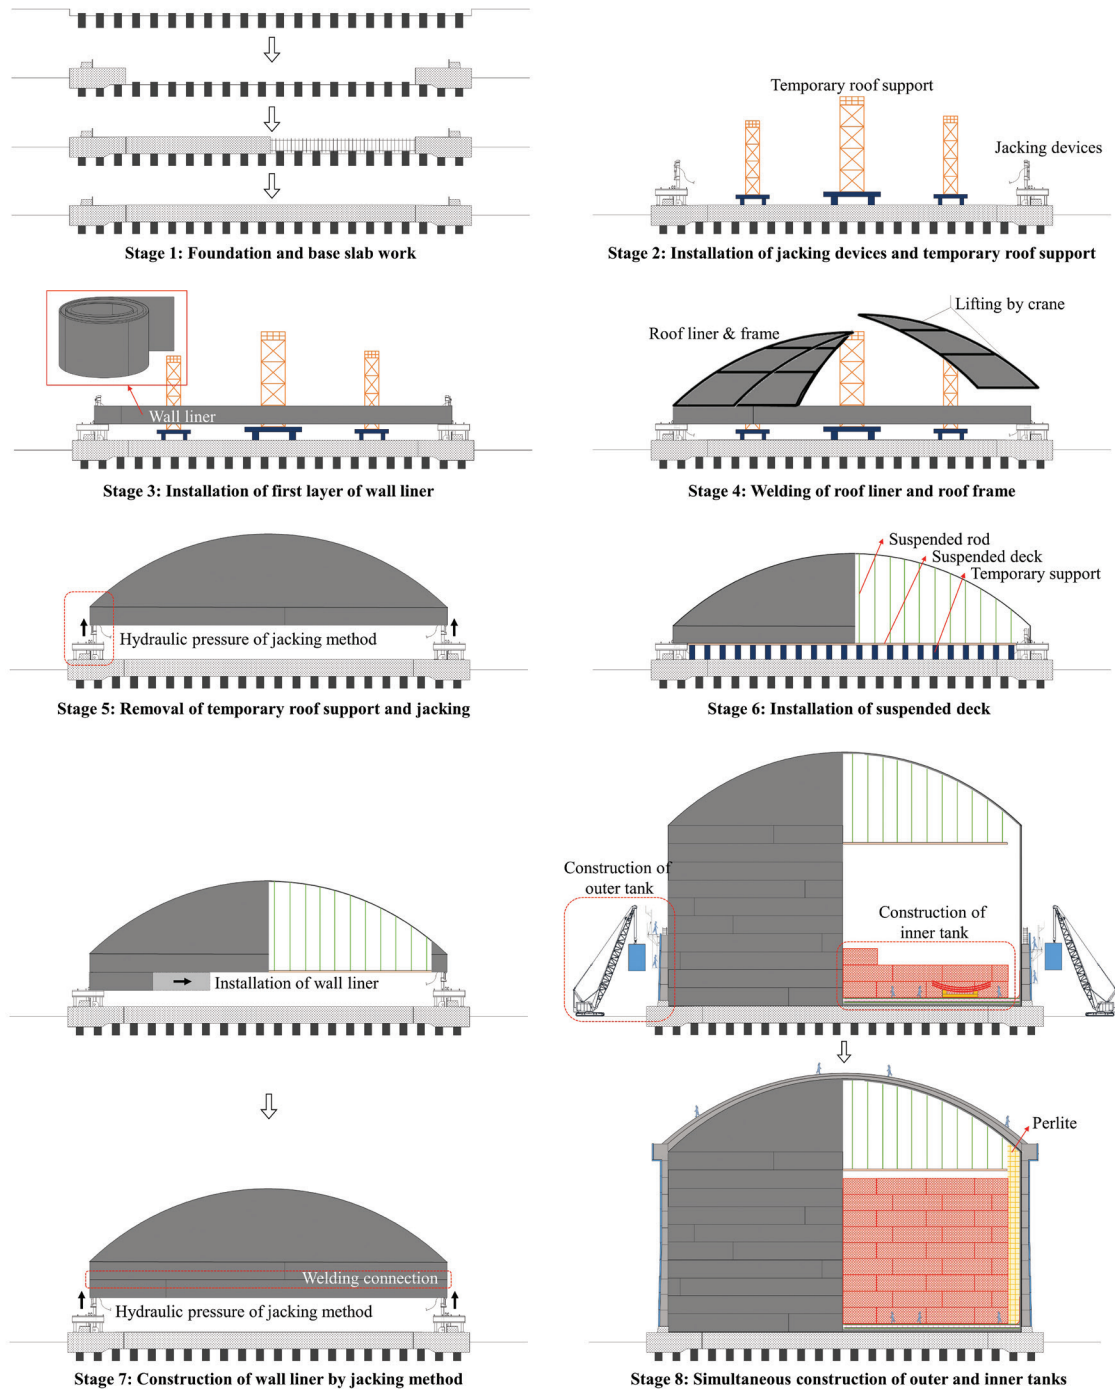 Stage 1: Foundation and base slab work
Temporary roof support
Jacking devices
Stage 2: Installation of jacking devices and temporary roof support
Wall liner
Stage 3: Installation of first layer of wall liner
Lifting by crane
Roof liner & frame
Stage 4: Welding of roof liner and roof frame
Hydraulic pressure of jacking method
Stage 5: Removal of temporary roof support and jacking
Suspended rod
Suspended deck
Temporary support
Stage 6: Installation of suspended deck
Installation of wall liner
Welding connection
Hydraulic pressure of jacking method
Stage 7: Construction of wall liner by jacking method
Construction of
outer tank
Construction of
inner tank
Perlite
Stage 8: Simultaneous construction of outer and inner tanks